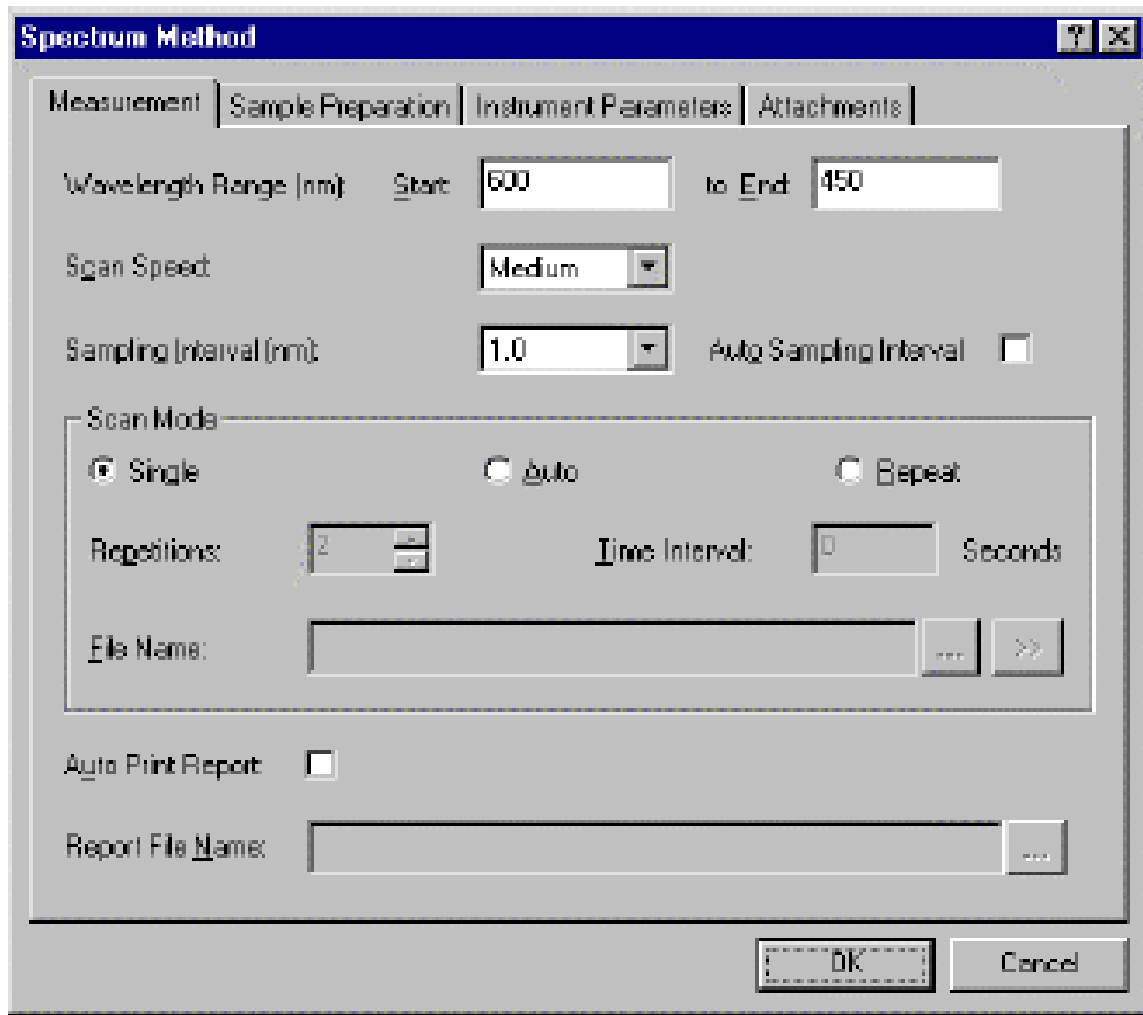 Spectrum Method
Measurement Sample Preparation Instrument Parameters Attachments
Wavelength Range (nm): Start: 600 to End: 450
Scan Speed: Medium
Sampling Interval (nm): 1.0 Auto Sampling Interval
Scan Mode
Single Auto Repeat
Repetitions: 2 Time Interval: 0 Seconds
File Name: ... >>
Auto Print Report:
Report File Name: ...
OK Cancel